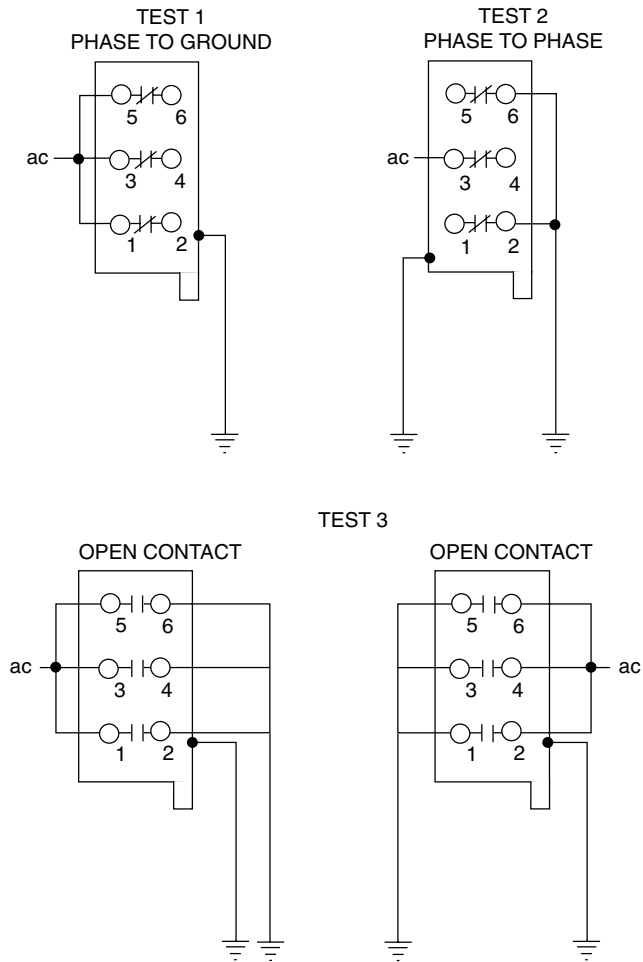 TEST 1
PHASE TO GROUND
5 6
ac
3 4
1 2
TEST 2
PHASE TO PHASE
5 6
ac
3 4
1 2
TEST 3
OPEN CONTACT
5 6
ac
3 4
1 2
OPEN CONTACT
5 6
3 4
ac
1 2